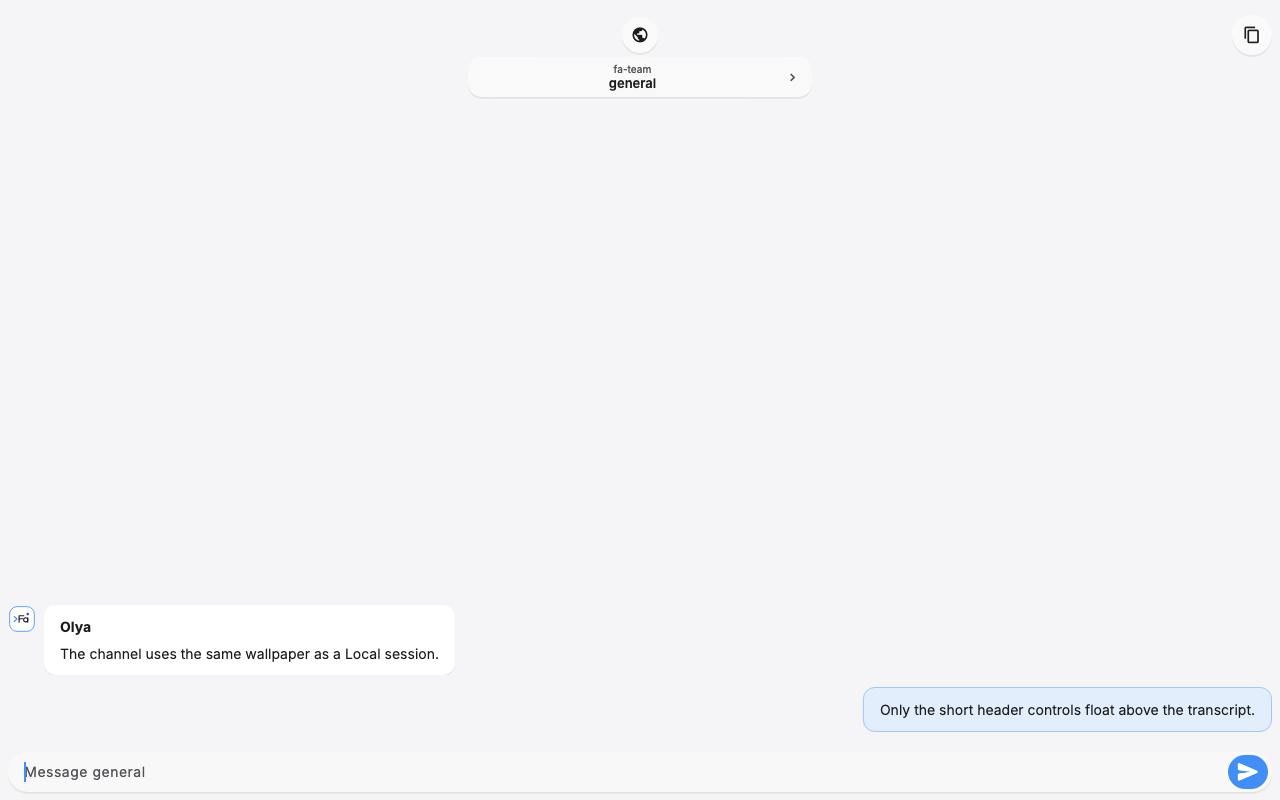 fa-team
general
>Fa
Olya
The channel uses the same wallpaper as a Local session.
Only the short header controls float above the transcript.
Message general